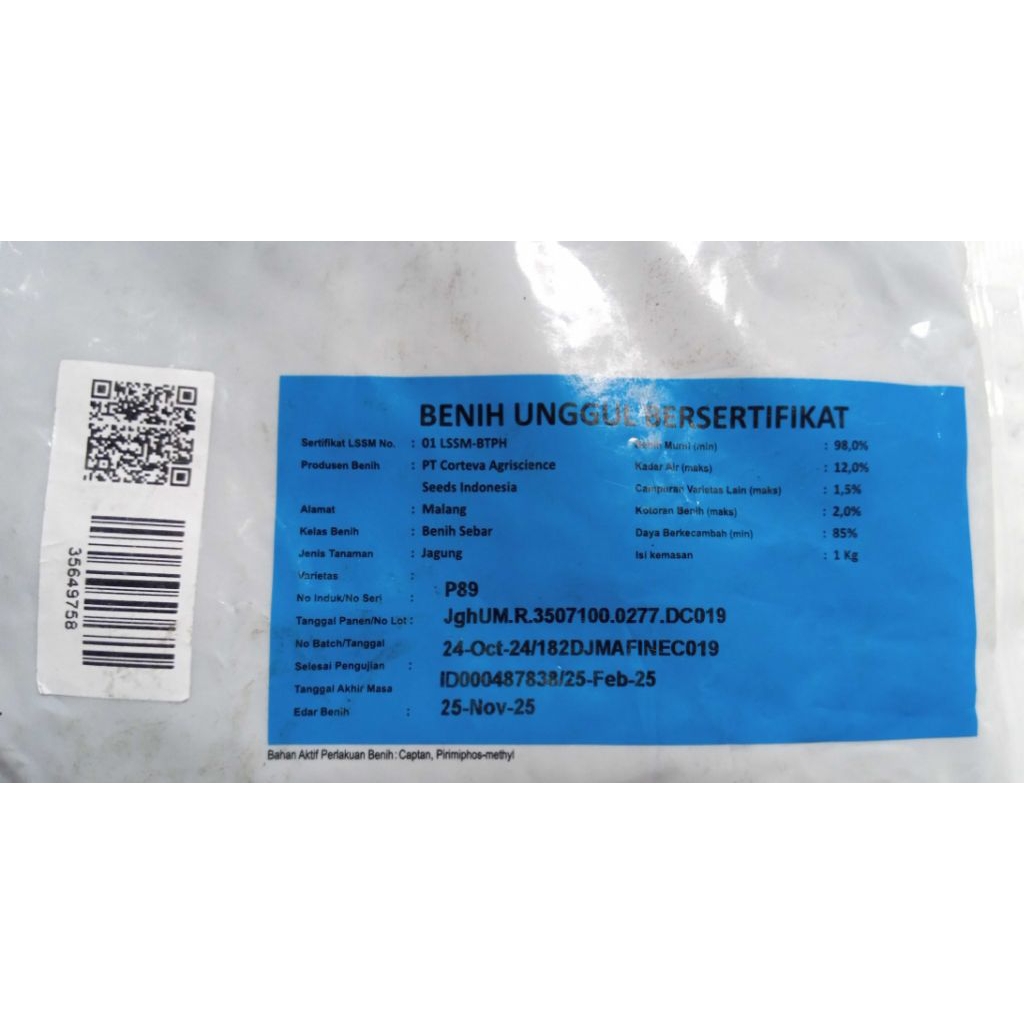 35649758
BENIH UNGGUL BERSERTIFIKAT
Sertifikat LSSM No. : 01 LSSM-BTPH
Produsen Benih : PT Corteva Agriscience
Seeds Indonesia
Alamat : Malang
Kelas Benih : Benih Sebar
Jenis Tanaman : Jagung
Varietas : P89
No Induk/No Seri : JghUM.R.3507100.0277.DC019
Tanggal Panen/No Lot : 24-Oct-24/182DJMAFINEC019
No Batch/Tanggal
Selesai Pengujian : ID000487838/25-Feb-25
Tanggal Akhir Masa
Edar Benih : 25-Nov-25
Benih Murni (min) : 98,0%
Kadar Air (maks) : 12,0%
Campuran Varietas Lain (maks) : 1,5%
Kotoran Benih (maks) : 2,0%
Daya Berkecambah (min) : 85%
Isi kemasan : 1 Kg
Bahan Aktif Perlakuan Benih : Captan, Pirimiphos-methyl